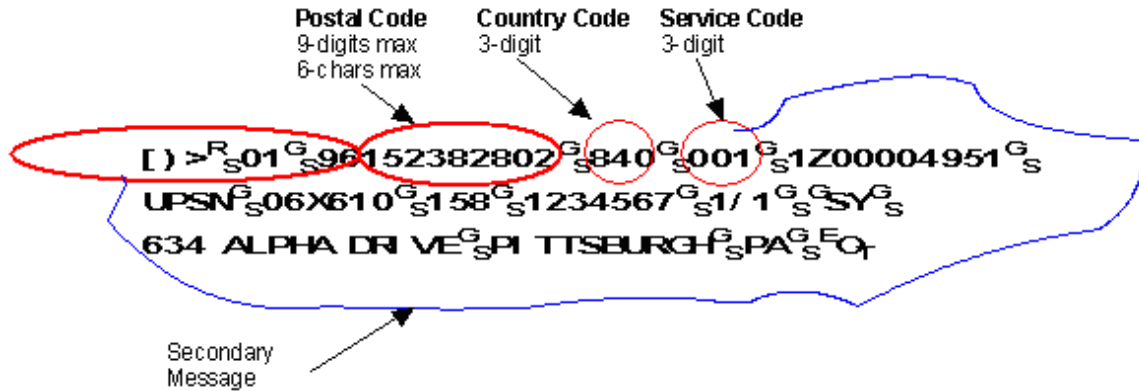 Postal Code Country Code Service Code
9-digits max 3-digit 3-digit
6-chars max
[)>RS01GS96152382802GS840GS001GS1Z00004951GS
UPSNGS06X610GS158GS1234567GS1/1GSGSYGS
634 ALPHA DRIVEGSPITTTSBURGHGSPAGSEOT
Secondary
Message